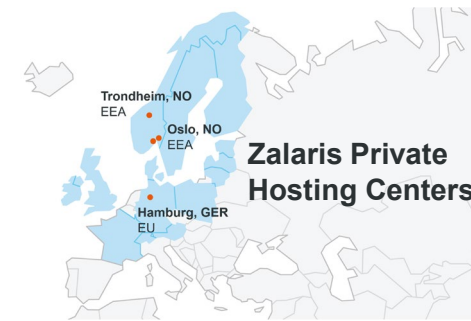 Trondheim, NO
EEA
Oslo, NO
EEA
Zalaris Private
Hosting Centers
Hamburg, GER
EU